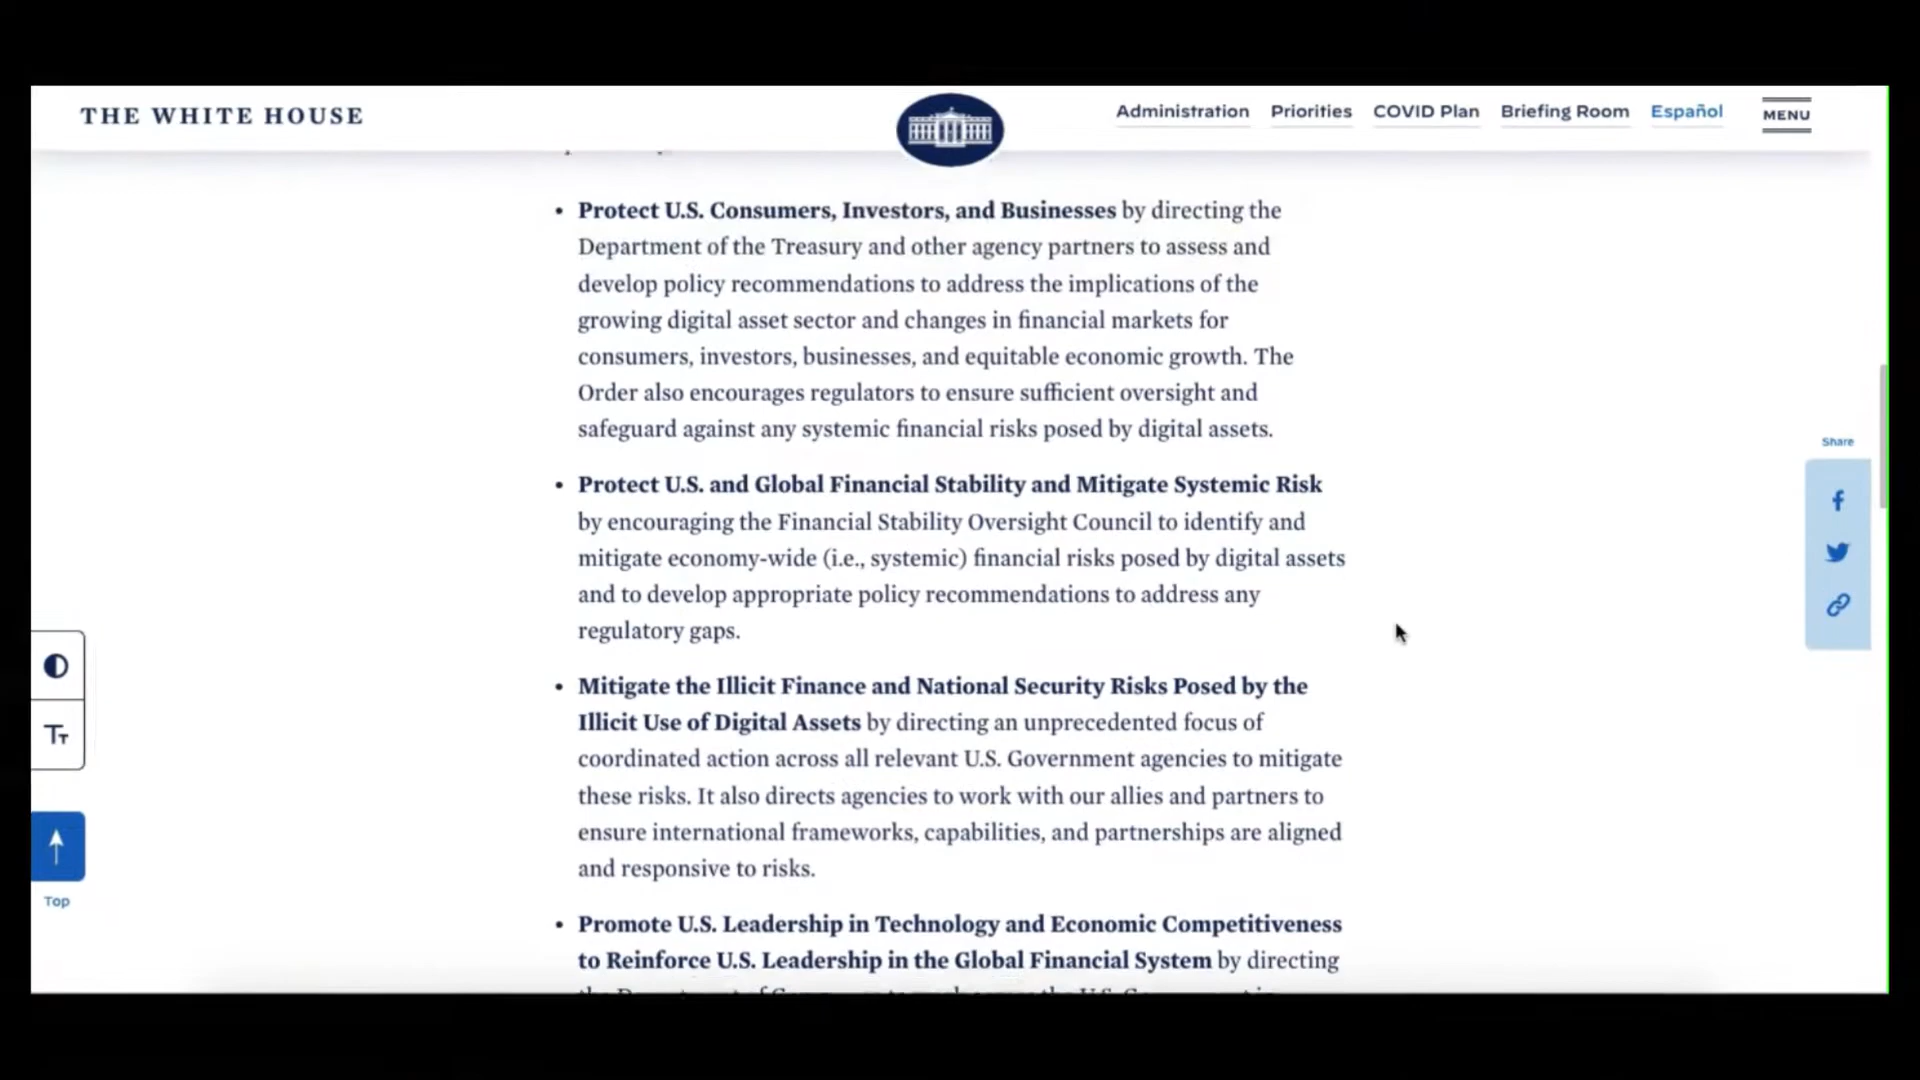 THE WHITE HOUSE
Administration Priorities COVID Plan Briefing Room Español MENU
• Protect U.S. Consumers, Investors, and Businesses by directing the
Department of the Treasury and other agency partners to assess and
develop policy recommendations to address the implications of the
growing digital asset sector and changes in financial markets for
consumers, investors, businesses, and equitable economic growth. The
Order also encourages regulators to ensure sufficient oversight and
safeguard against any systemic financial risks posed by digital assets.
• Protect U.S. and Global Financial Stability and Mitigate Systemic Risk
by encouraging the Financial Stability Oversight Council to identify and
mitigate economy-wide (i.e., systemic) financial risks posed by digital assets
and to develop appropriate policy recommendations to address any
regulatory gaps.
• Mitigate the Illicit Finance and National Security Risks Posed by the
Illicit Use of Digital Assets by directing an unprecedented focus of
coordinated action across all relevant U.S. Government agencies to mitigate
these risks. It also directs agencies to work with our allies and partners to
ensure international frameworks, capabilities, and partnerships are aligned
and responsive to risks.
• Promote U.S. Leadership in Technology and Economic Competitiveness
to Reinforce U.S. Leadership in the Global Financial System by directing
Share
TT
Top